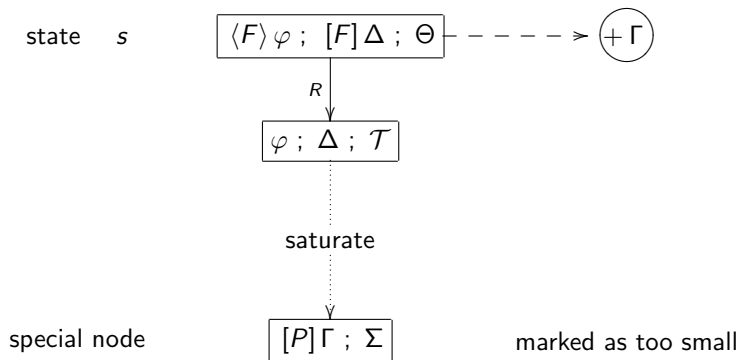 state s ⟨F⟩ φ ; [F] Δ ; Θ + Γ
R
φ ; Δ ; 𝒯
saturate
special node [P] Γ ; Σ marked as too small